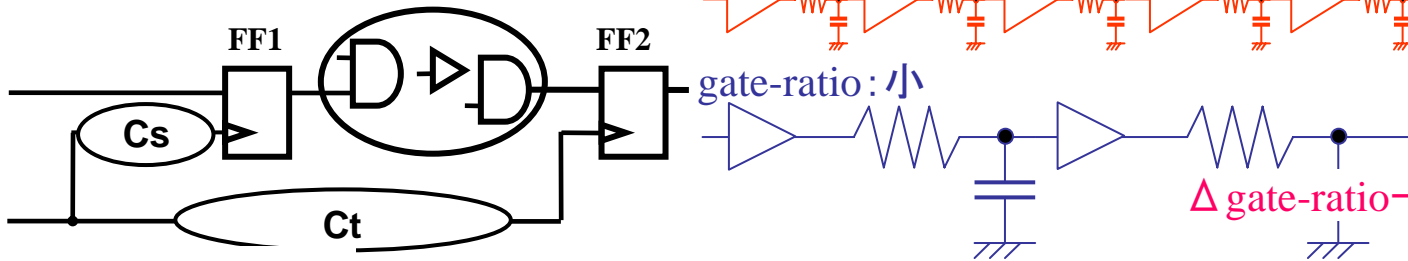 FF1
FF2
Cs
Ct
gate-ratio：小
Δ gate-ratio